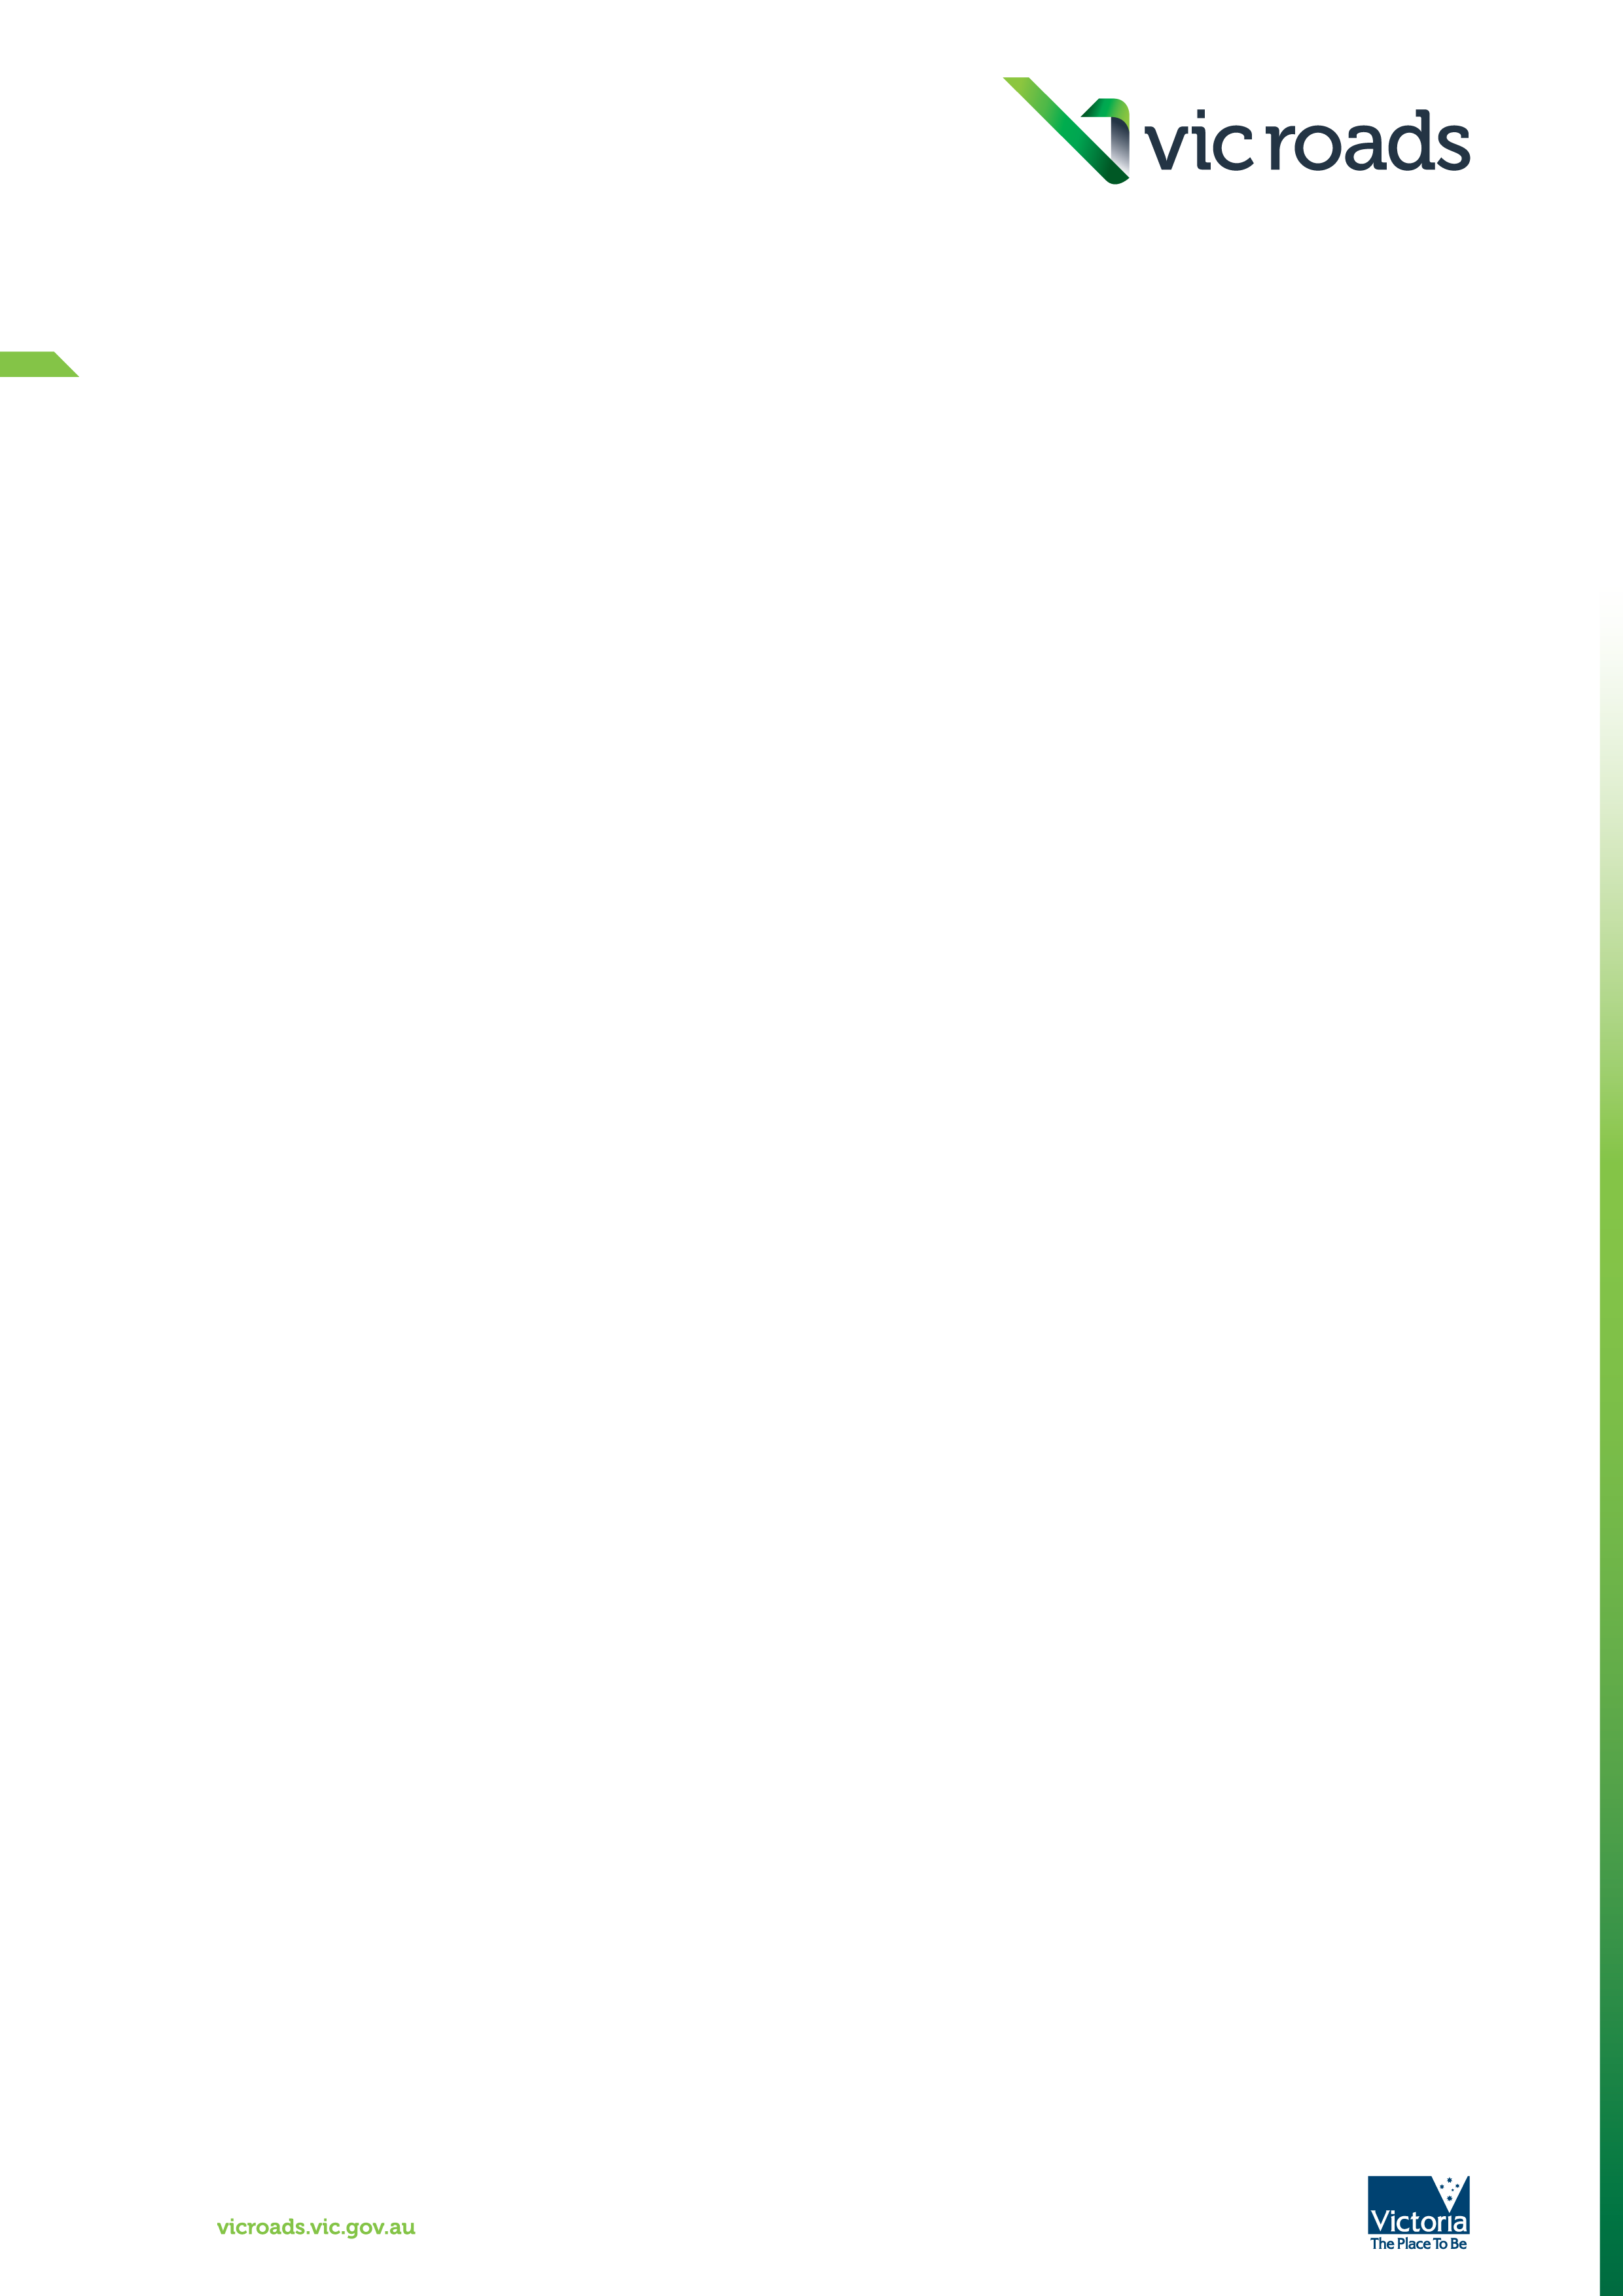 vic roads
vicroads.vic.gov.au
Victoria
The Place To Be